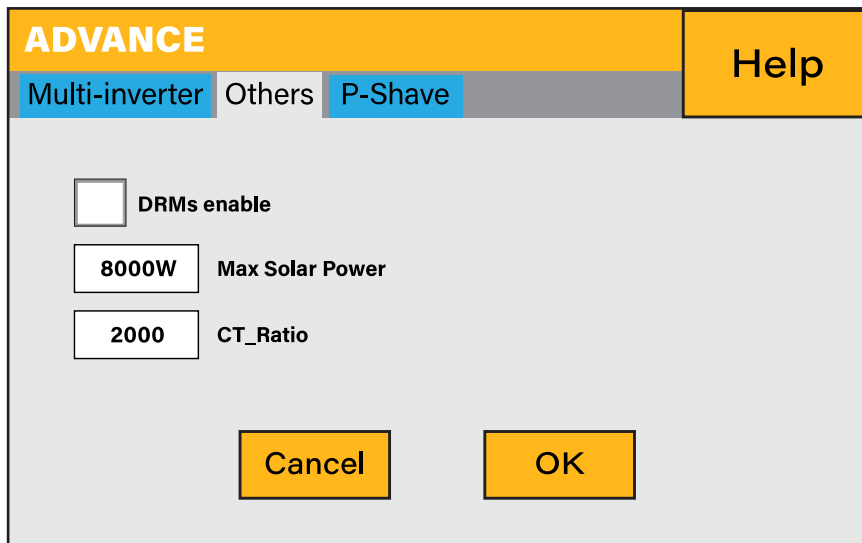 ADVANCE
Help
Multi-inverter Others P-Shave
DRMs enable
8000W Max Solar Power
2000 CT_Ratio
Cancel OK